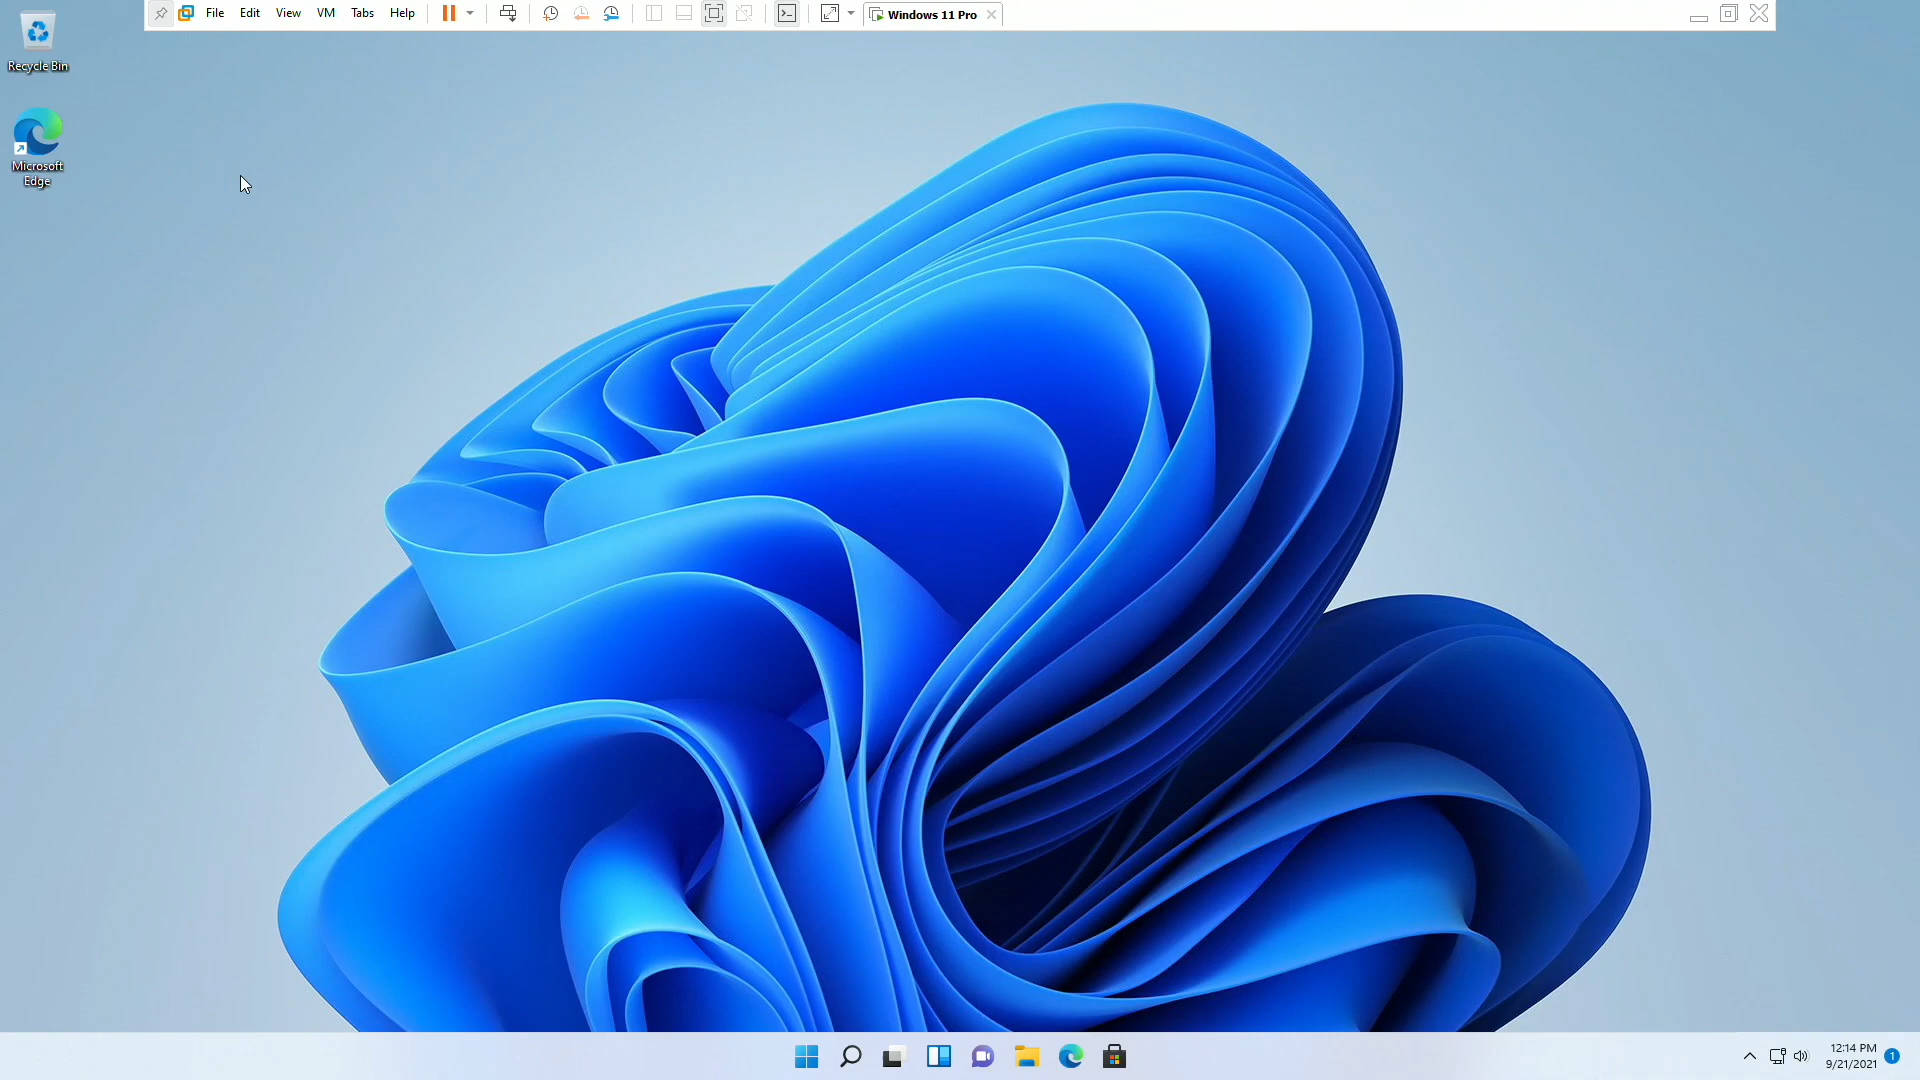 File Edit View VM Tabs Help Windows 11 Pro
Recycle Bin
Microsoft
Edge
12:14 PM
9/21/2021
1